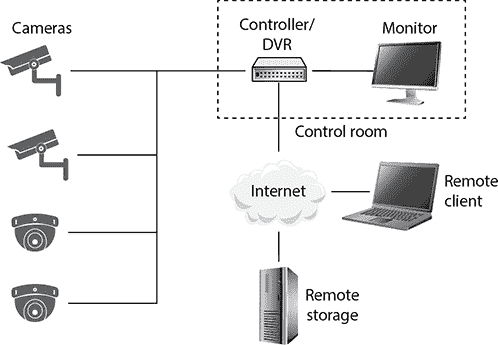 Cameras
Controller/
DVR
Monitor
Control room
Internet
Remote
client
Remote
storage